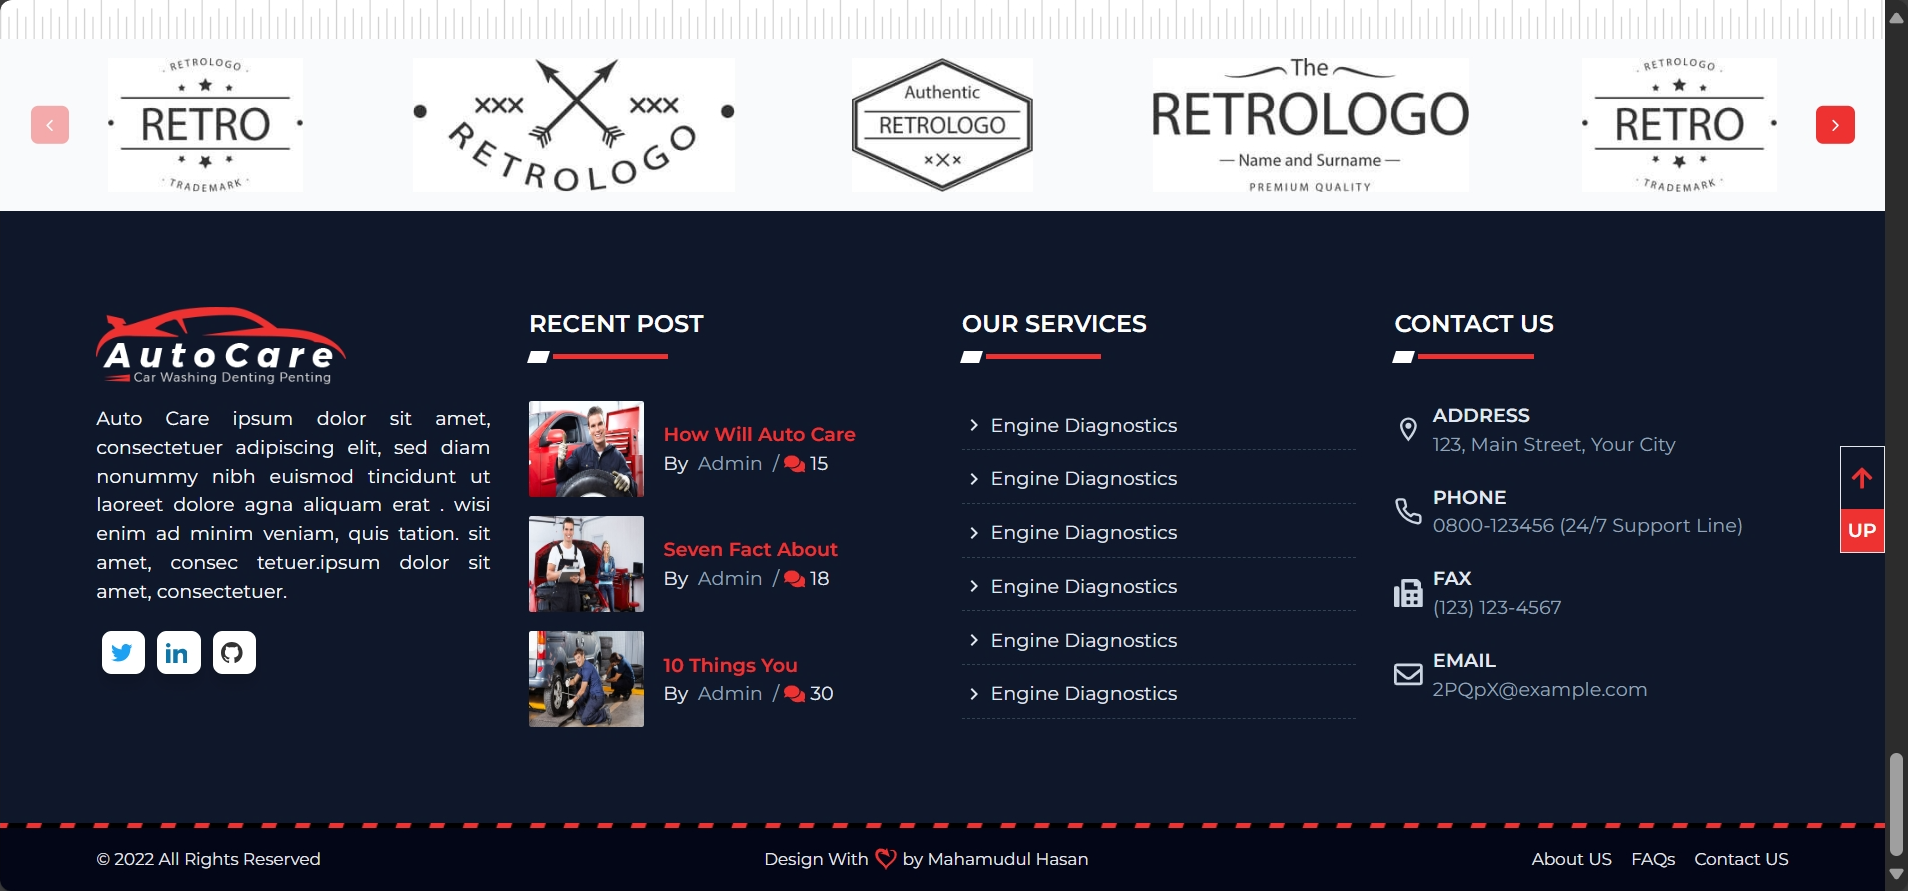 RETROLOGO
RETRO
TRADEMARK
XXX XXX
RETROLOGO
Authentic
RETROLOGO
×X×
The
RETROLOGO
— Name and Surname —
PREMIUM QUALITY
RETROLOGO
RETRO
TRADEMARK
AutoCare
Car Washing Denting Penting
Auto Care ipsum dolor sit amet,
consectetuer adipiscing elit, sed diam
nonummy nibh euismod tincidunt ut
laoreet dolore agna aliquam erat . wisi
enim ad minim veniam, quis tation. sit
amet, consec tetuer.ipsum dolor sit
amet, consectetuer.
in
RECENT POST
How Will Auto Care
By Admin / 15
Seven Fact About
By Admin / 18
10 Things You
By Admin / 30
OUR SERVICES
Engine Diagnostics
Engine Diagnostics
Engine Diagnostics
Engine Diagnostics
Engine Diagnostics
Engine Diagnostics
CONTACT US
ADDRESS
123, Main Street, Your City
PHONE
0800-123456 (24/7 Support Line)
FAX
(123) 123-4567
EMAIL
2PQpX@example.com
UP
© 2022 All Rights Reserved
Design With by Mahamudul Hasan
About US FAQs Contact US